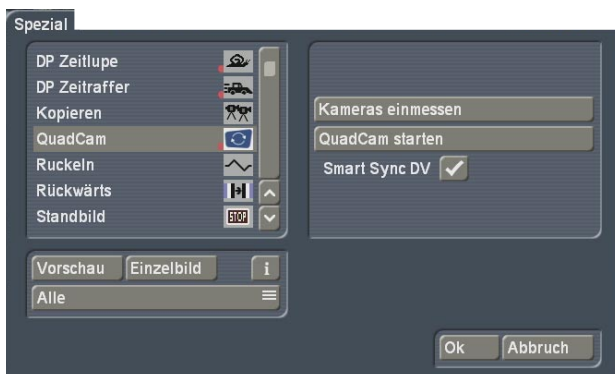 Spezial
DP Zeitlupe
DP Zeitraffer
Kopieren
QuadCam
Ruckeln
Rückwärts
Standbild
STOP
Kameras einmessen
QuadCam starten
Smart Sync DV
Vorschau
Einzelbild
i
Alle
Ok
Abbruch